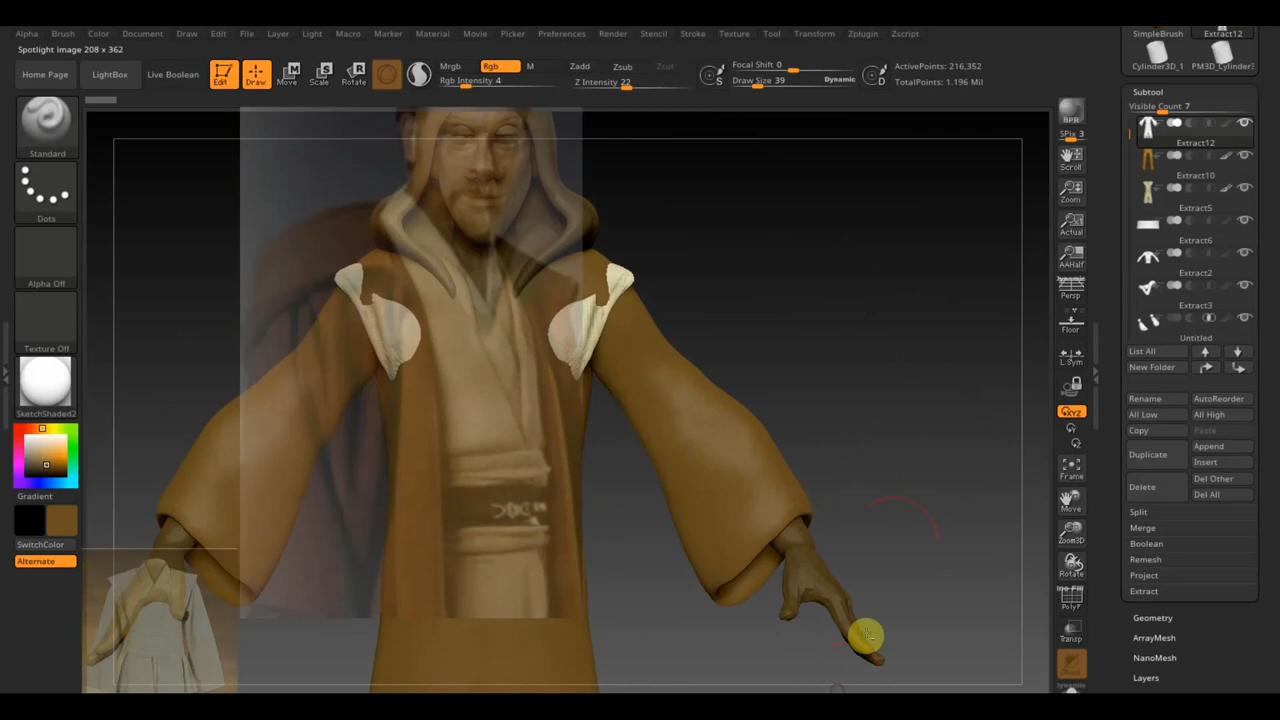 Alpha Brush Color Document Draw Edit File Layer Light Macro Marker Material Movie Picker Preferences Render Stencil Stroke Texture Tool Transform Zplugin Zscript
Spotlight image 208 x 362
Home Page LightBox Live Boolean Edit Draw Move Scale Rotate
Mrgb Rgb M Zadd Zsub Zcut
Rgb Intensity 4 Z Intensity 22
Focal Shift 0
Draw Size 39 Dynamic
S D
ActivePoints: 216,352
TotalPoints: 1.196 Mil
Standard
Dots
Alpha Off
Texture Off
SketchShaded2
Gradient
SwitchColor
Alternate
BPR
SPix 3
Scroll
Zoom
Actual
AAHalf
Dynamic
Persp
Floor
L.Sym
XYZ
Frame
Move
Zoom3D
Rotate
PolyF
Transp
Dynamic
SimpleBrush Extract12
Cylinder3D_1 PM3D_Cylinder3
Subtool
Visible Count 7
Extract12
Extract10
Extract5
Extract6
Extract2
Extract3
Untitled
List All
New Folder
Rename AutoReorder
All Low All High
Copy Paste
Duplicate Append
Insert
Delete Del Other
Del All
Split
Merge
Boolean
Remesh
Project
Extract
Geometry
ArrayMesh
NanoMesh
Layers